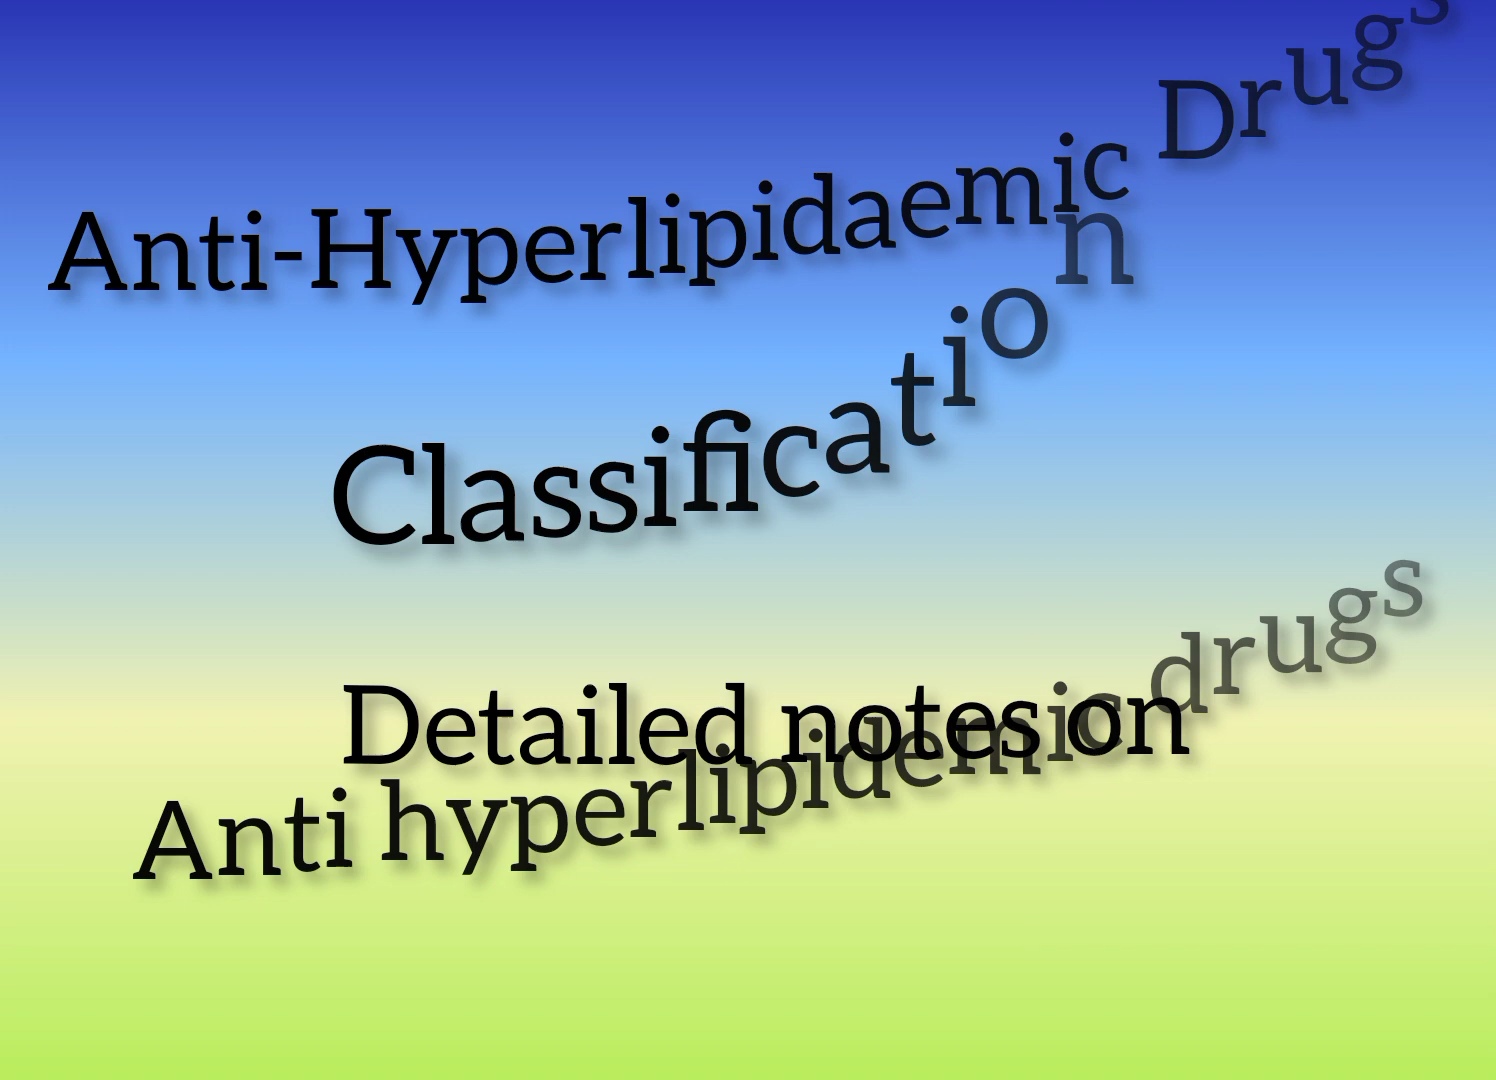 Anti-Hyperlipidaemic Drugs
Classification
Detailed notes on
Anti hyperlipidemic drugs